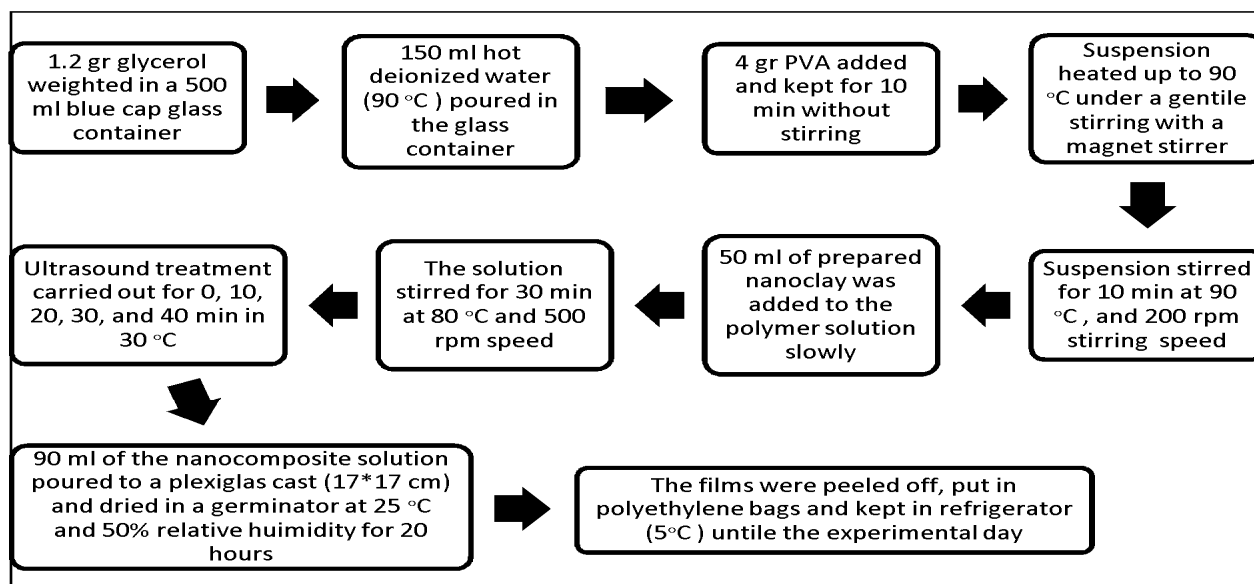 1.2 gr glycerol
weighted in a 500
ml blue cap glass
container
150 ml hot
deionized water
(90 °C ) poured in
the glass
container
4 gr PVA added
and kept for 10
min without
stirring
Suspension
heated up to 90
°C under a gentile
stirring with a
magnet stirrer
Suspension stirred
for 10 min at 90
°C , and 200 rpm
stirring speed
50 ml of prepared
nanoclay was
added to the
polymer solution
slowly
The solution
stirred for 30 min
at 80 °C and 500
rpm speed
Ultrasound treatment
carried out for 0, 10,
20, 30, and 40 min in
30 °C
90 ml of the nanocomposite solution
poured to a plexiglas cast (17*17 cm)
and dried in a germinator at 25 °C
and 50% relative huimidity for 20
hours
The films were peeled off, put in
polyethylene bags and kept in refrigerator
(5°C ) untile the experimental day